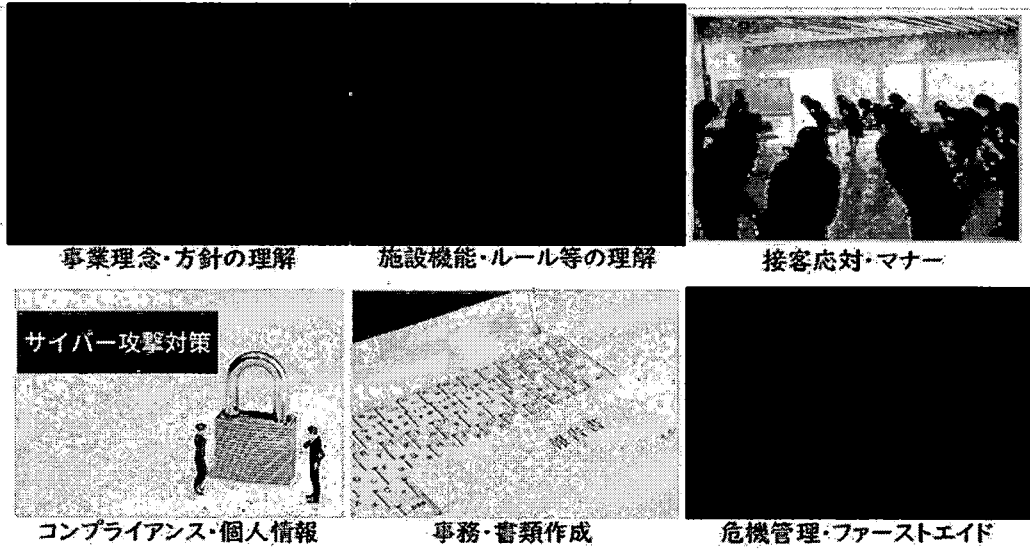 事業理念・方針の理解
施設機能・ルール等の理解
接客応対・マナー
サイバー攻撃対策
報告書
コンプライアンス・個人情報
事務・書類作成
危機管理・ファーストエイド